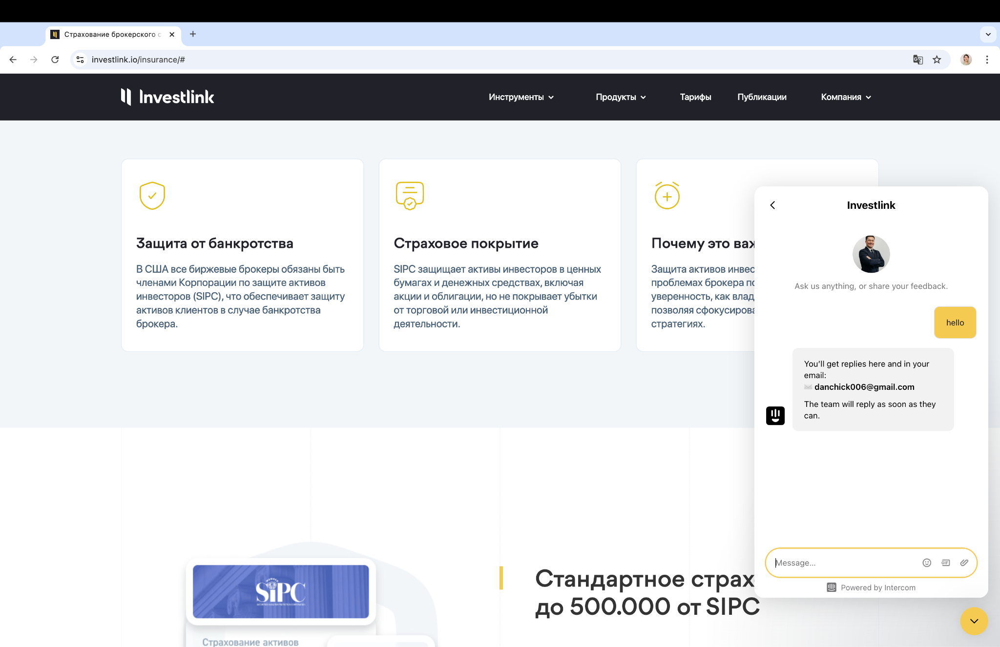 Страхование брокерского с
investlink.io/insurance/#
Investlink
Инструменты
Продукты
Тарифы
Публикации
Компания
Защита от банкротства
В США все биржевые брокеры обязаны быть
членами Корпорации по защите активов
инвесторов (SIPC), что обеспечивает защиту
активов клиентов в случае банкротства
брокера.
Страховое покрытие
SIPC защищает активы инвесторов в ценных
бумагах и денежных средствах, включая
акции и облигации, но не покрывает убытки
от торговой или инвестиционной
деятельности.
Почему это важ
Защита активов инвес
проблемах брокера по
уверенность, как влад
позволяя сфокусирова
стратегиях.
Investlink
Ask us anything, or share your feedback.
hello
You’ll get replies here and in your
email:
danchick006@gmail.com
The team will reply as soon as they
can.
Message...
GIF
Powered by Intercom
SIPC
Страхование активов
Стандартное страх
до 500.000 от SIPC